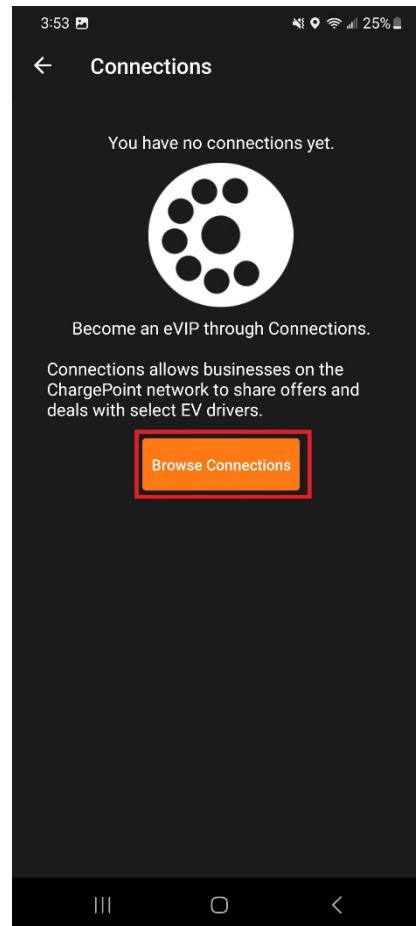 3:53 25%
Connections
You have no connections yet.
Become an eVIP through Connections.
Connections allows businesses on the
ChargePoint network to share offers and
deals with select EV drivers.
Browse Connections